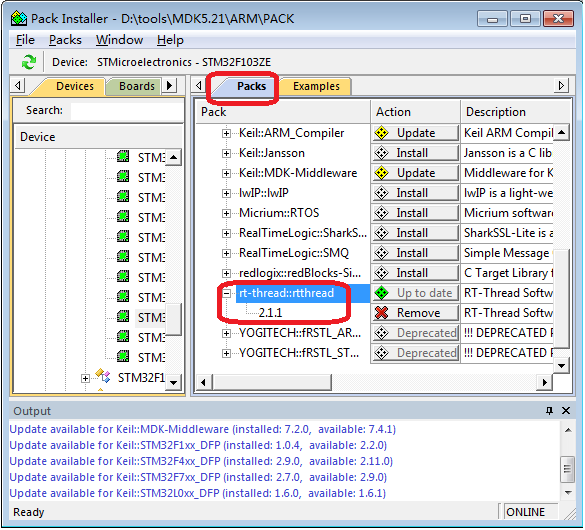 Pack Installer - D:\tools\MDK5.21\ARM\PACK
File Packs Window Help
Device: STMicroelectronics - STM32F103ZE
Devices Boards
Search:
Device
STM3
STM3
STM3
STM3
STM3
STM3
STM3
STM3
STM3
STM3
STM3
STM32F1
Packs Examples
Pack Action Description
Keil::ARM_Compiler Update Keil ARM Compil
Keil::Jansson Install Jansson is a C lib
Keil::MDK-Middleware Update Middleware for K
lwIP::lwIP Install lwIP is a light-we
Micrium::RTOS Install Micrium software
RealTimeLogic::SharkS... Install SharkSSL-Lite is a
RealTimeLogic::SMQ Install Simple Message
redlogix::redBlocks-Si... Install C Target Library f
rt-thread::rtthread Up to date RT-Thread Softw
2.1.1 Remove RT-Thread Softw
YOGITECH::fRSTL_AR... Deprecated !!! DEPRECATED P
YOGITECH::fRSTL_ST... Deprecated !!! DEPRECATED P
Output
Update available for Keil::MDK-Middleware (installed: 7.2.0, available: 7.4.1)
Update available for Keil::STM32F1xx_DFP (installed: 1.0.4, available: 2.2.0)
Update available for Keil::STM32F4xx_DFP (installed: 2.9.0, available: 2.11.0)
Update available for Keil::STM32F7xx_DFP (installed: 2.7.0, available: 2.9.0)
Update available for Keil::STM32L0xx_DFP (installed: 1.6.0, available: 1.6.1)
Ready ONLINE